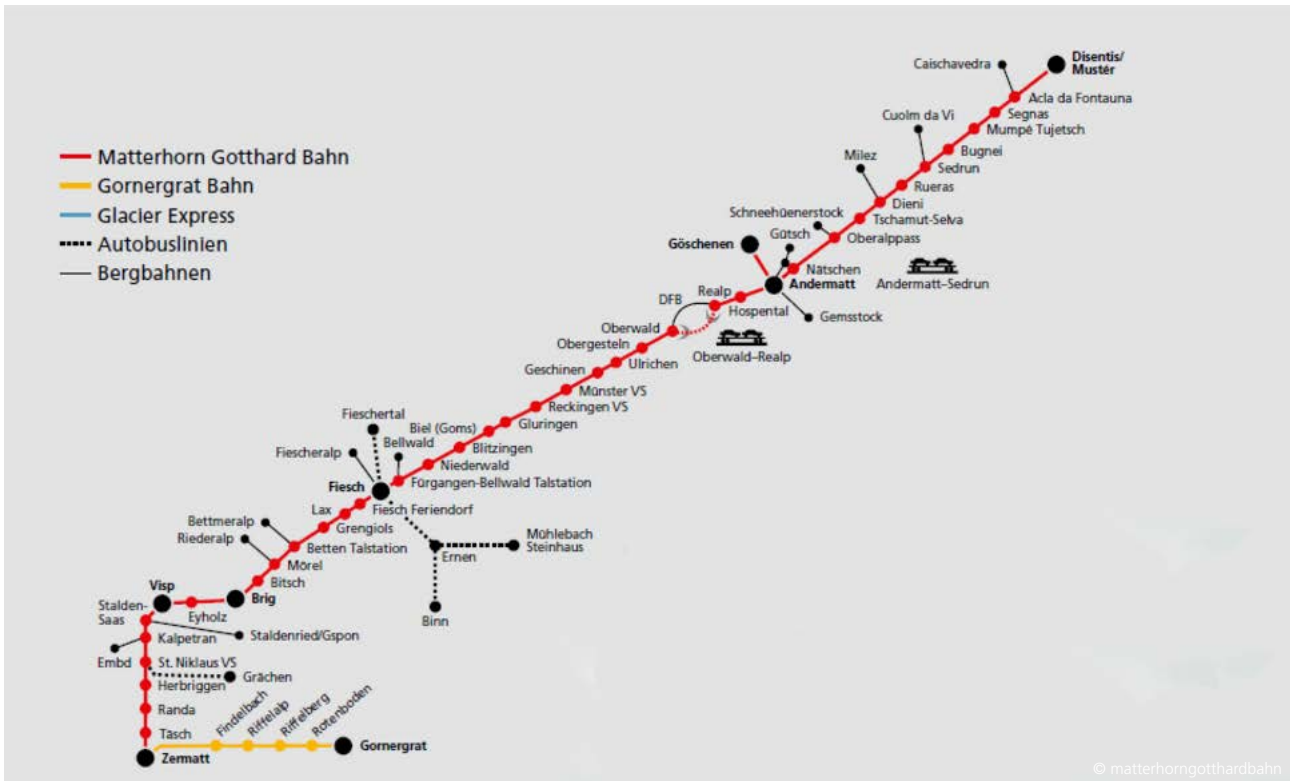 Matterhorn Gotthard Bahn
Gornergrat Bahn
Glacier Express
Autobuslinien
Bergbahnen
Disentis/
Mustér
Caischavedra
Acla da Fontauna
Segnas
Cuolm da Vi
Mumpé Tujetsch
Bugnei
Milez
Sedrun
Rueras
Dieni
Schneehüenerstock
Tschamut-Selva
Gütsch
Oberalppass
Göschenen
Nätschen
Andermatt
Andermatt–Sedrun
Realp
DFB
Hospental
Gemsstock
Oberwald
Obergesteln
Oberwald–Realp
Ulrichen
Geschinen
Münster VS
Reckingen VS
Fieschertal
Gluringen
Biel (Goms)
Bellwald
Blitzingen
Fiescheralp
Niederwald
Fürgangen-Bellwald Talstation
Fiesch
Lax
Fiesch Feriendorf
Bettmeralp
Grengiols
Riederalp
Betten Talstation
Mühlebach
Steinhaus
Ernen
Mörel
Bitsch
Visp
Brig
Stalden-
Saas
Eyholz
Binn
Kalpetran
Staldenried/Gspon
Embd
St. Niklaus VS
Grächen
Herbriggen
Randa
Findelbach
Riffelalp
Riffelberg
Rotenboden
Täsch
Gornergrat
Zermatt
© matterhorngotthardbahn